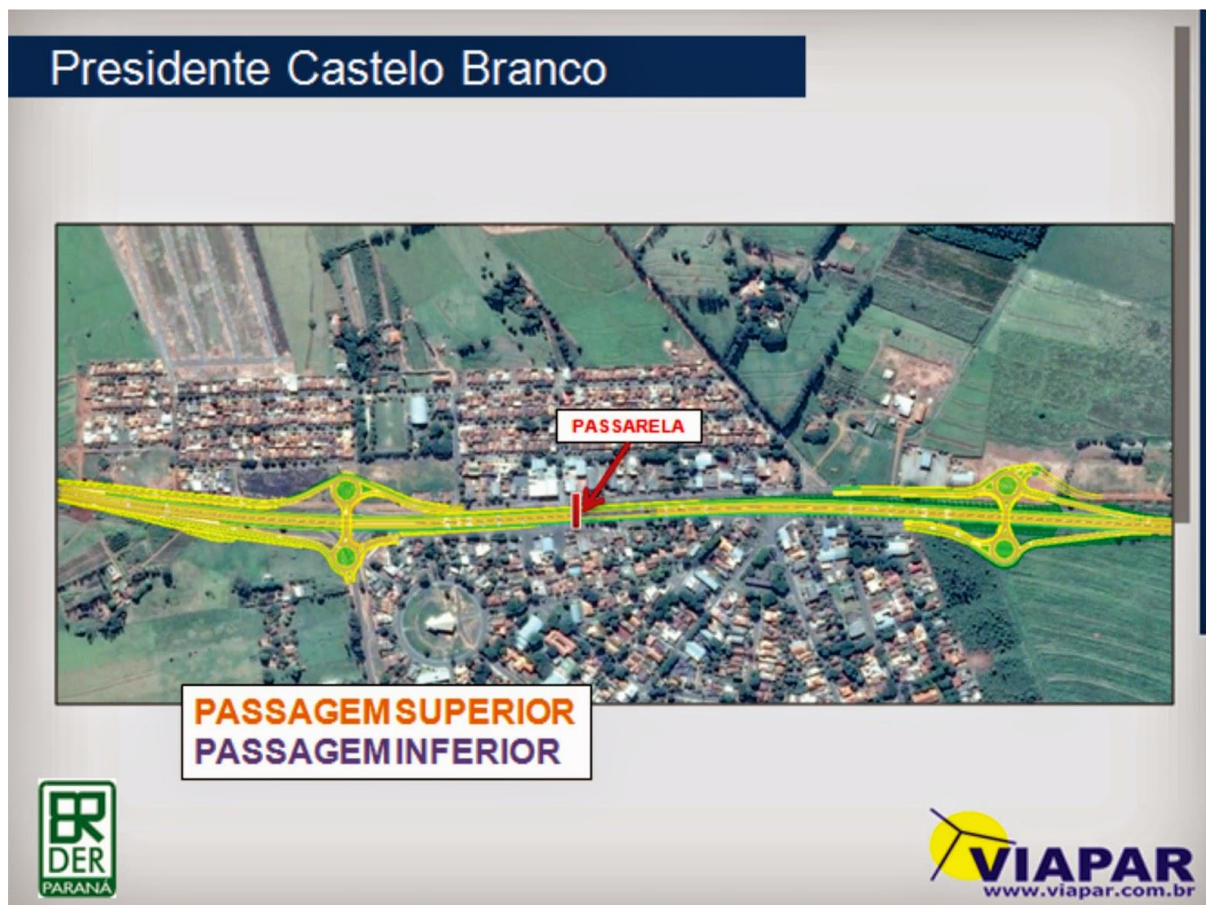 Presidente Castelo Branco
PASSARELA
PASSAGEM SUPERIOR
PASSAGEM INFERIOR
DER
PARANÁ
VIAPAR
www.viapar.com.br